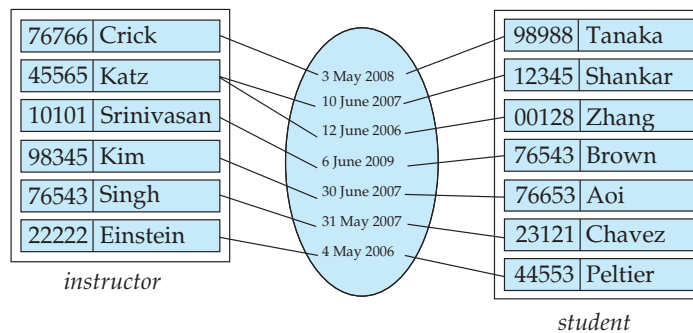 76766 Crick
45565 Katz
10101 Srinivasan
98345 Kim
76543 Singh
22222 Einstein
instructor
3 May 2008
10 June 2007
12 June 2006
6 June 2009
30 June 2007
31 May 2007
4 May 2006
98988 Tanaka
12345 Shankar
00128 Zhang
76543 Brown
76653 Aoi
23121 Chavez
44553 Peltier
student